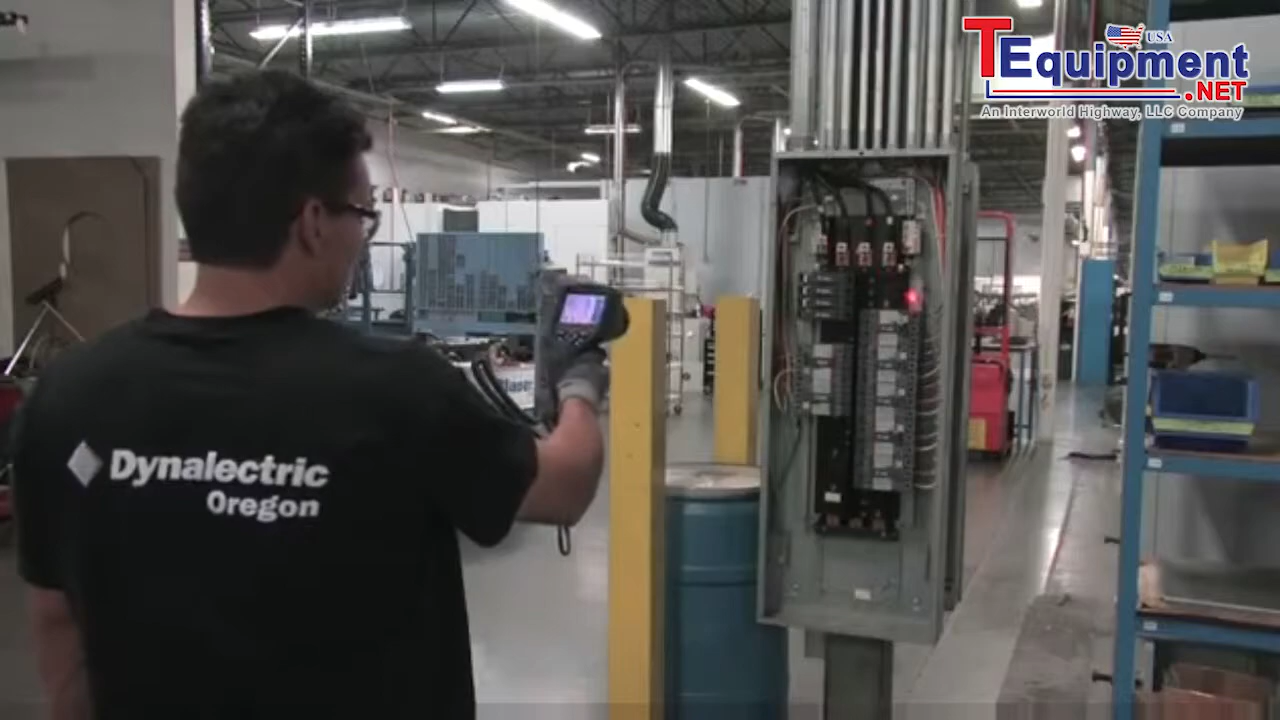 TEquipment
USA
.NET
An Interworld Highway, LLC Company
Dynalectric
Oregon